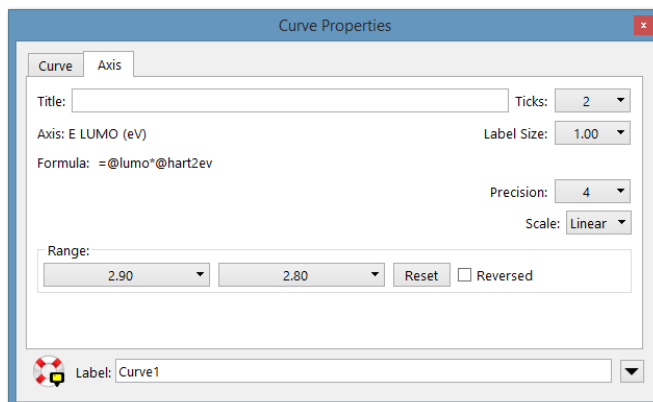 Curve Properties
x
Curve Axis
Title: Ticks: 2
Axis: E LUMO (eV) Label Size: 1.00
Formula: =@lumo*@hart2ev
Precision: 4
Scale: Linear
Range:
2.90 2.80 Reset Reversed
Label: Curve1